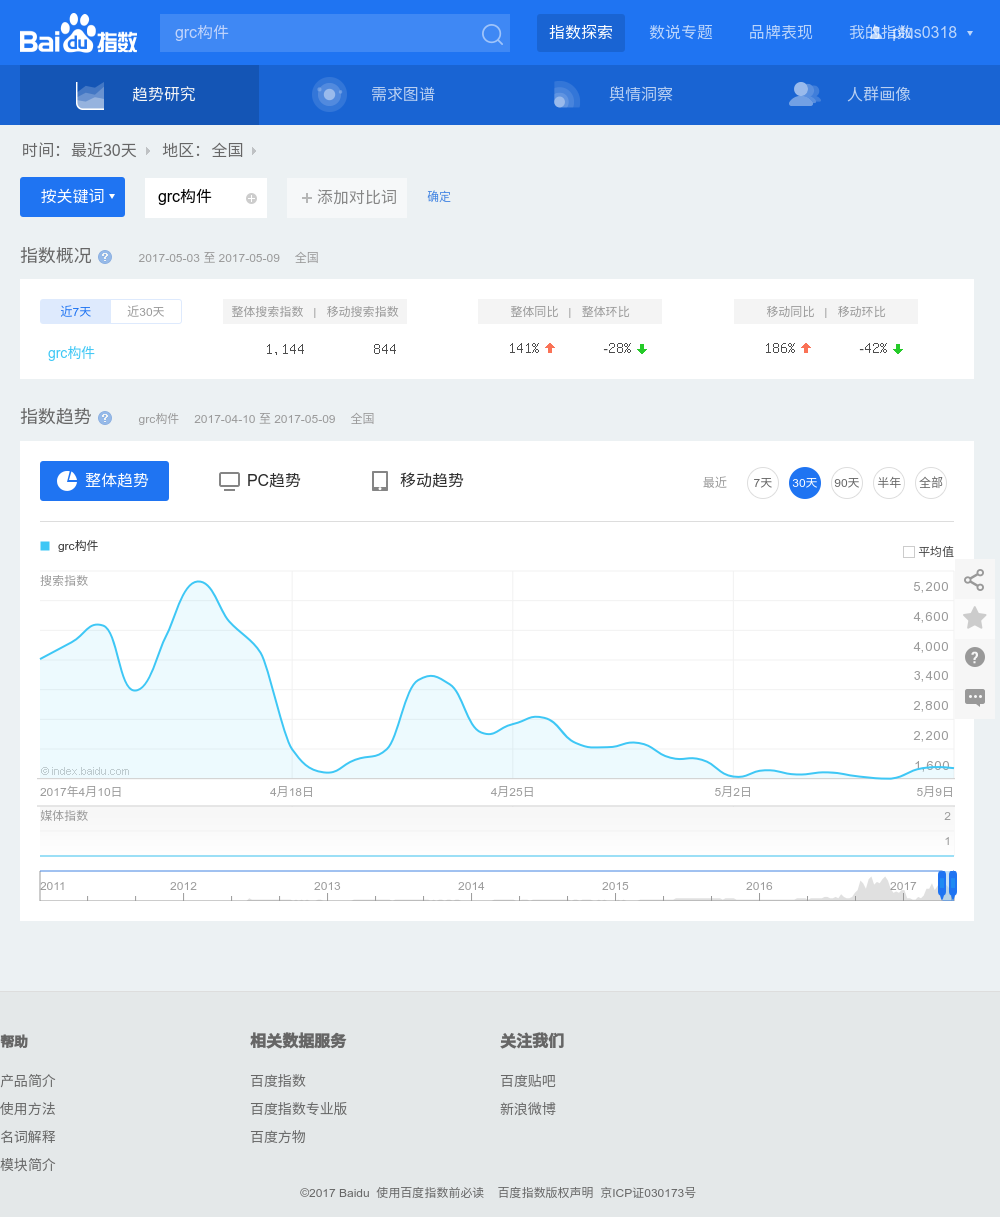 Bai du 指数
grc构件
指数探索 数说专题 品牌表现 我的指数 0318
趋势研究 需求图谱 舆情洞察 人群画像
时间: 最近30天 地区: 全国
按关键词 grc构件 添加对比词 确定
指数概况 ? 2017-05-03 至 2017-05-09 全国
近7天 近30天 整体搜索指数 | 移动搜索指数 整体同比 | 整体环比 移动同比 | 移动环比
grc构件 1,144 844 141% -28% 186% -42%
指数趋势 ? grc构件 2017-04-10 至 2017-05-09 全国
整体趋势 PC趋势 移动趋势 最近 7天 30天 90天 半年 全部
grc构件
平均值
搜索指数
5,200
4,600
4,000
3,400
2,800
2,200
1,600
©index.baidu.com
2017年4月10日 4月18日 4月25日 5月2日 5月9日
媒体指数 2
1
2011 2012 2013 2014 2015 2016 2017
帮助 相关数据服务 关注我们
产品简介 百度指数 百度贴吧
使用方法 百度指数专业版 新浪微博
名词解释 百度方物
模块简介
©2017 Baidu 使用百度指数前必读 百度指数版权声明 京ICP证030173号